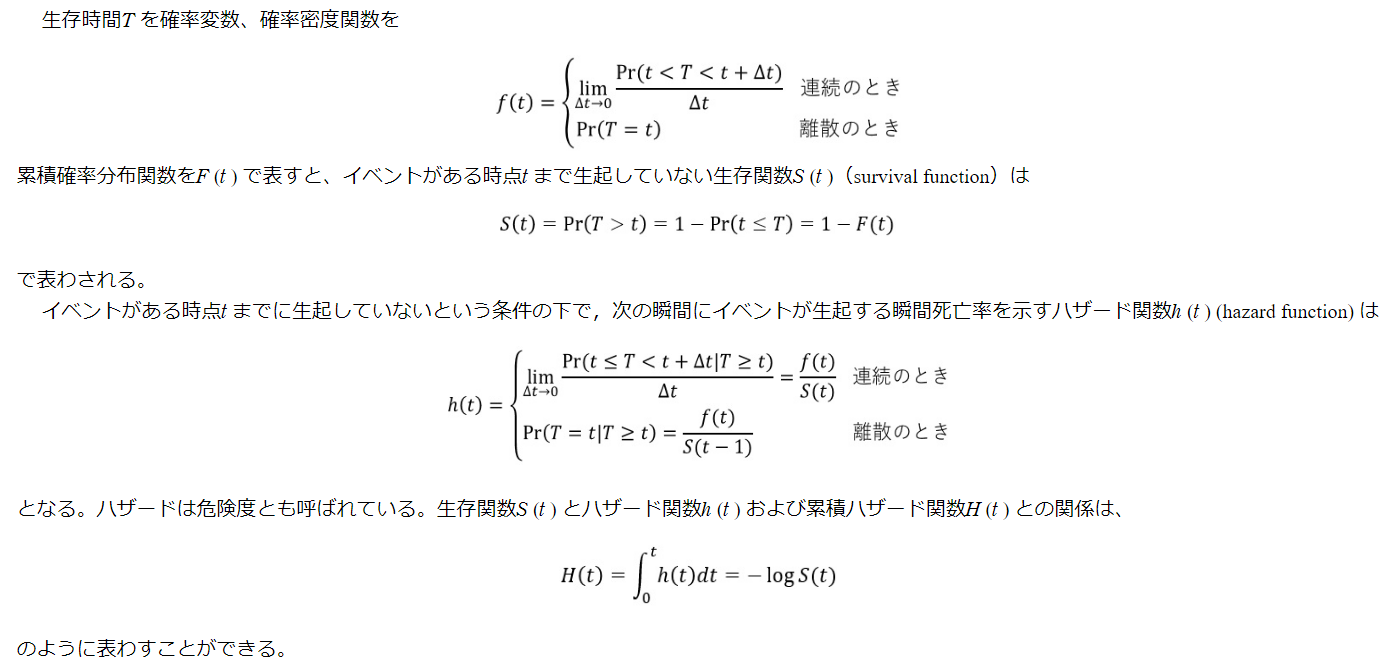 生存時間T を確率変数、確率密度関数を
f(t) = { lim Δt→0 Pr(t < T < t + Δt) / Δt 連続のとき
Pr(T = t) 離散のとき
累積確率分布関数をF (t ) で表すと、イベントがある時点t まで生起していない生存関数S (t )（survival function）は
S(t) = Pr(T > t) = 1 − Pr(t ≤ T) = 1 − F(t)
で表わされる。
イベントがある時点t までに生起していないという条件の下で，次の瞬間にイベントが生起する瞬間死亡率を示すハザード関数h (t ) (hazard function) は
h(t) = { lim Δt→0 Pr(t ≤ T < t + Δt|T ≥ t) / Δt = f(t) / S(t) 連続のとき
Pr(T = t|T ≥ t) = f(t) / S(t − 1) 離散のとき
となる。ハザードは危険度とも呼ばれている。生存関数S (t ) とハザード関数h (t ) および累積ハザード関数H (t ) との関係は、
H(t) = ∫₀ᵗ h(t)dt = − log S(t)
のように表わすことができる。